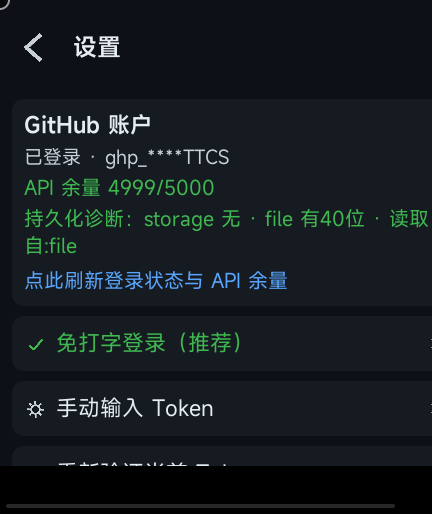 设置
GitHub 账户
已登录 · ghp_****TTCS
API 余量 4999/5000
持久化诊断：storage 无 · file 有40位 · 读取
自:file
点此刷新登录状态与 API 余量
免打字登录（推荐）
手动输入 Token